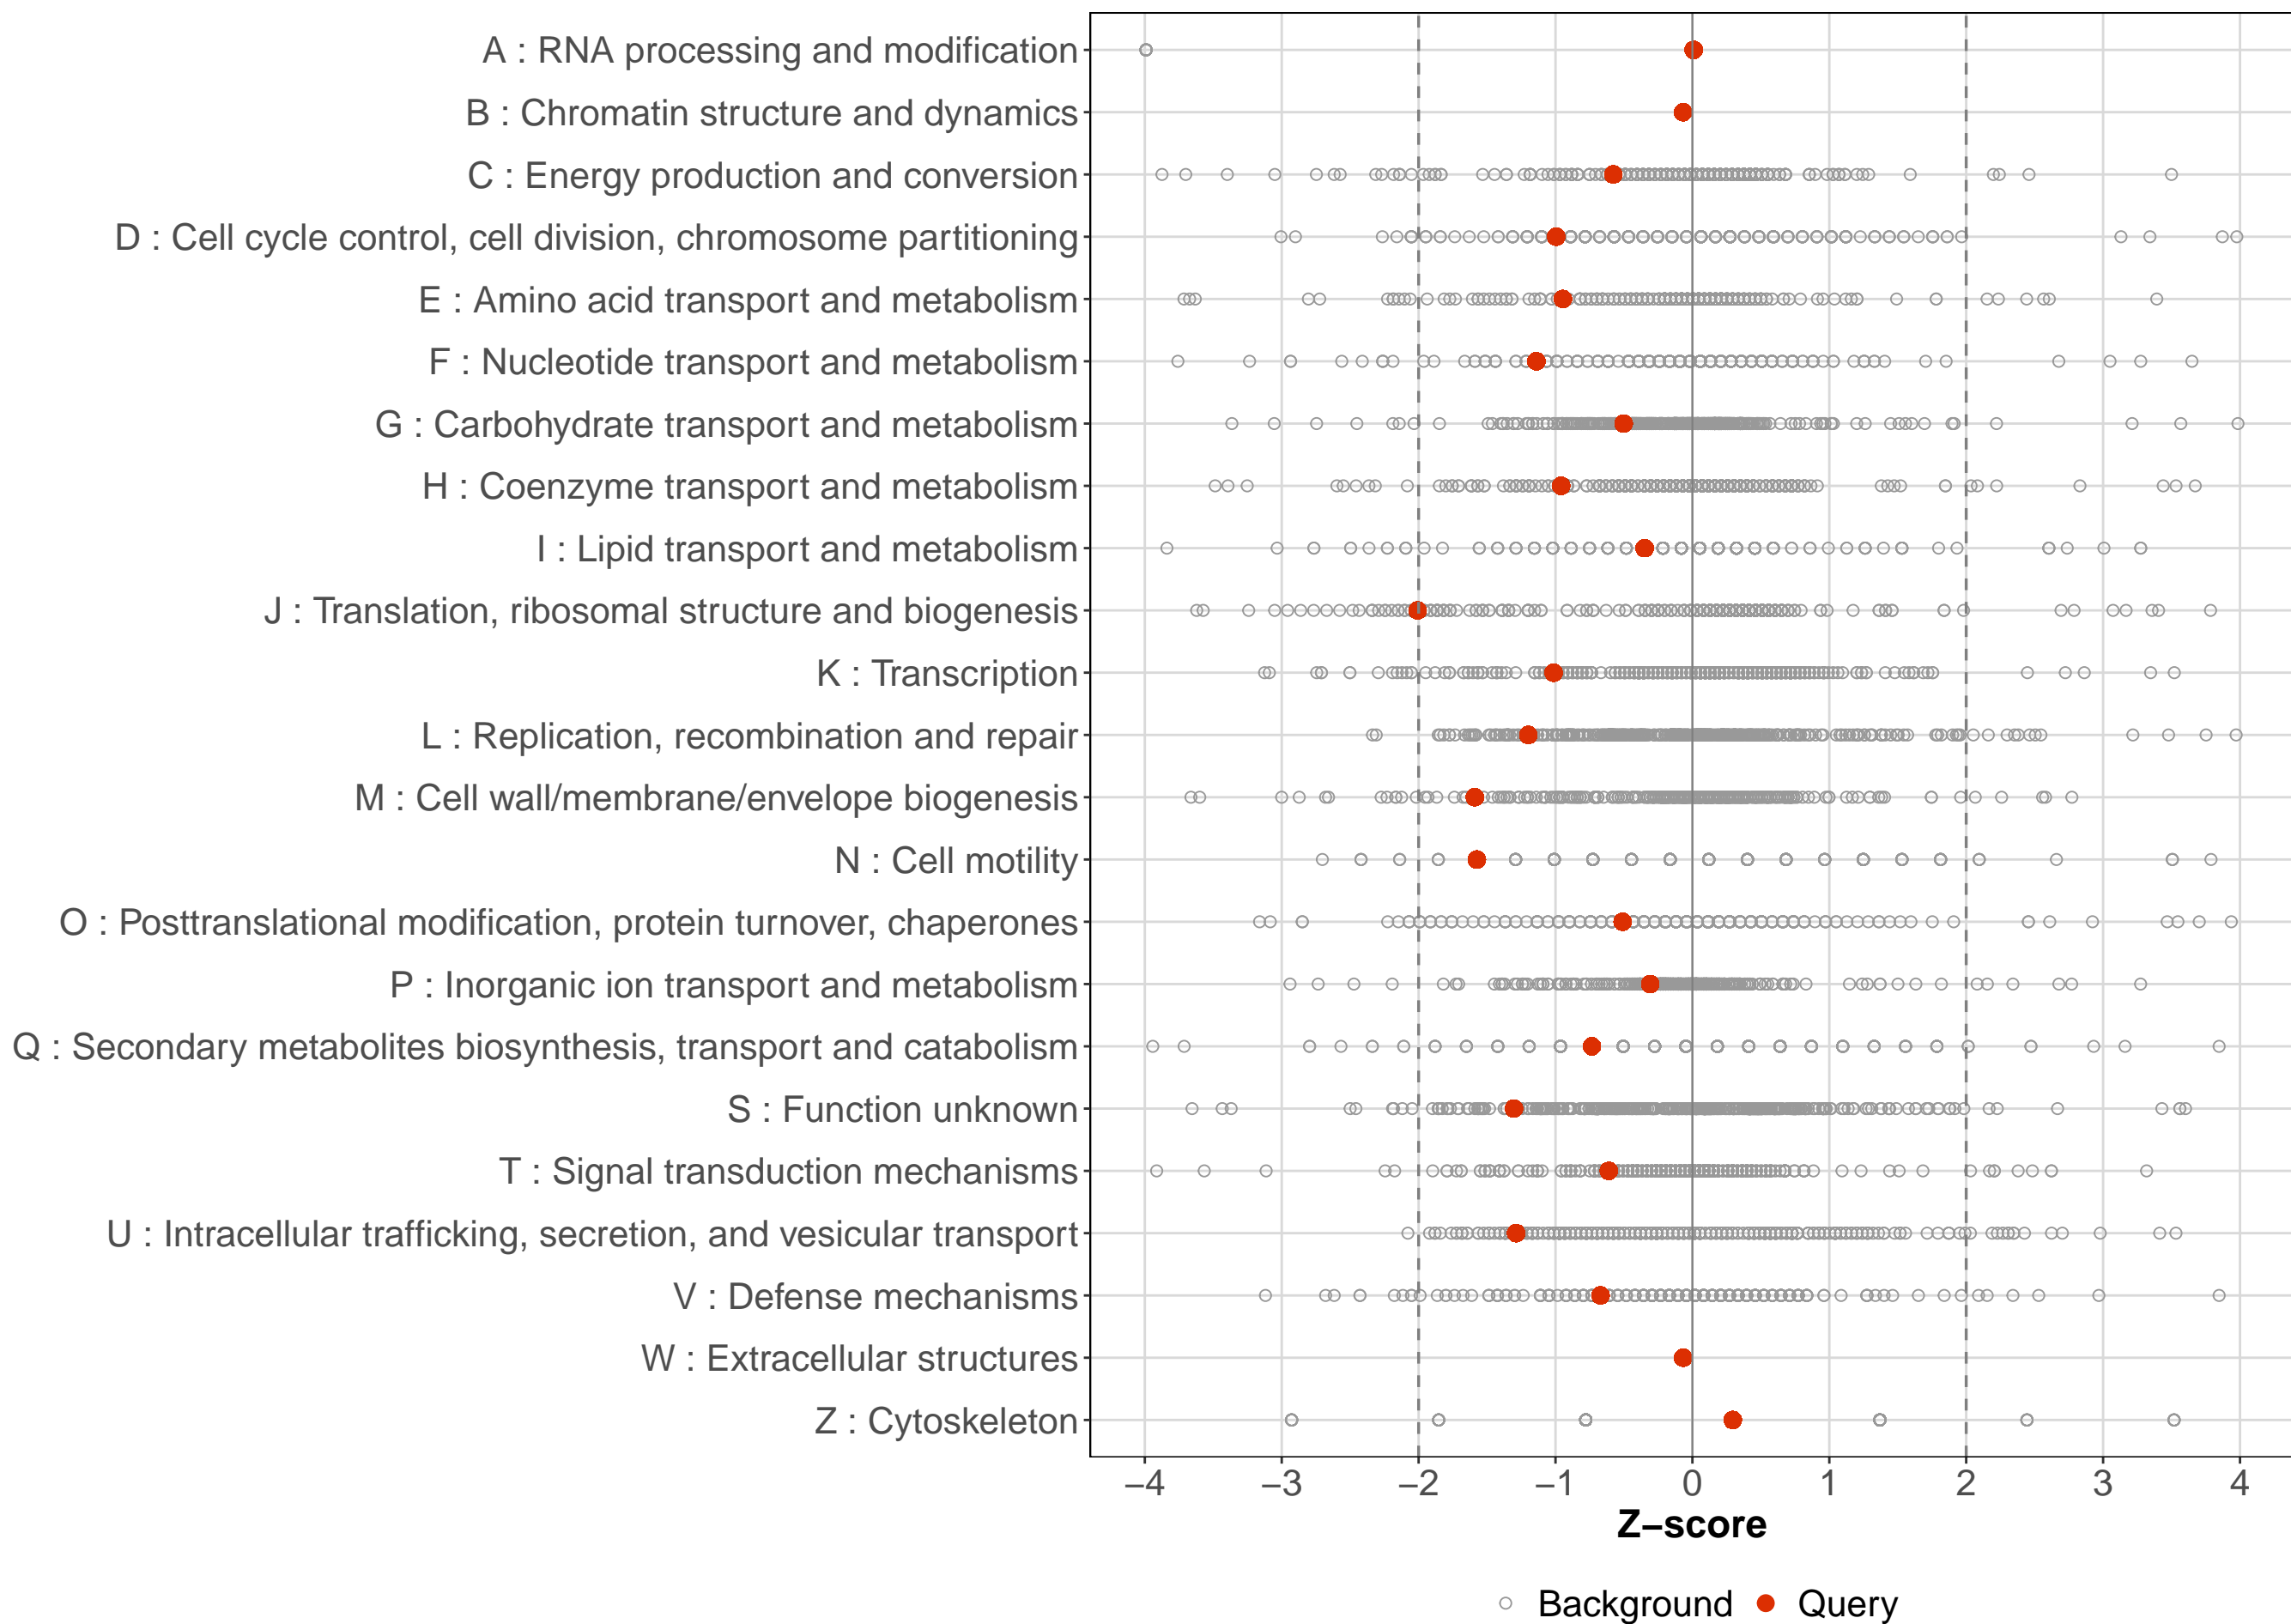 A : RNA processing and modification
B : Chromatin structure and dynamics
C : Energy production and conversion
D : Cell cycle control, cell division, chromosome partitioning
E : Amino acid transport and metabolism
F : Nucleotide transport and metabolism
G : Carbohydrate transport and metabolism
H : Coenzyme transport and metabolism
I : Lipid transport and metabolism
J : Translation, ribosomal structure and biogenesis
K : Transcription
L : Replication, recombination and repair
M : Cell wall/membrane/envelope biogenesis
N : Cell motility
O : Posttranslational modification, protein turnover, chaperones
P : Inorganic ion transport and metabolism
Q : Secondary metabolites biosynthesis, transport and catabolism
S : Function unknown
T : Signal transduction mechanisms
U : Intracellular trafficking, secretion, and vesicular transport
V : Defense mechanisms
W : Extracellular structures
Z : Cytoskeleton
−4 −3 −2 −1 0 1 2 3 4
Z−score
Background Query